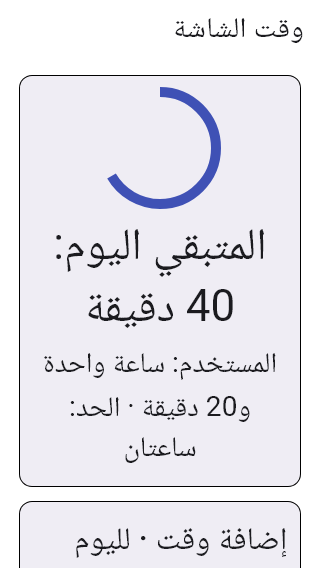 وقت الشاشة
المتبقي اليوم:
40 دقيقة
المستخدم: ساعة واحدة
و20 دقيقة · الحد:
ساعتان
إضافة وقت · لليوم